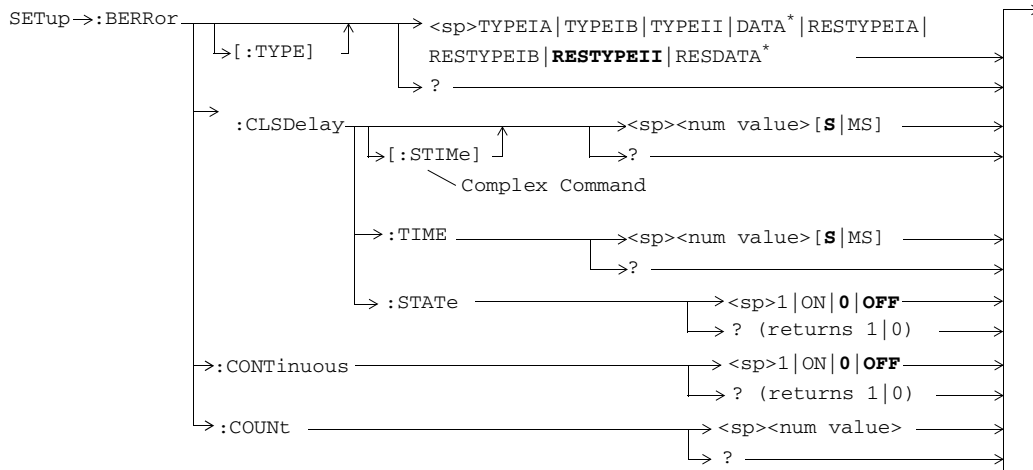 SETup :BERRor <sp>TYPEIA|TYPEIB|TYPEII|DATA*|RESTYPEIA|
[:TYPE] RESTYPEIB|RESTYPEII|RESDATA*
?
:CLSDelay <sp><num value>[S|MS]
[:STIMe] ?
Complex Command
:TIME <sp><num value>[S|MS]
?
:STATe <sp>1|ON|0|OFF
? (returns 1|0)
:CONTinuous <sp>1|ON|0|OFF
? (returns 1|0)
:COUNt <sp><num value>
?